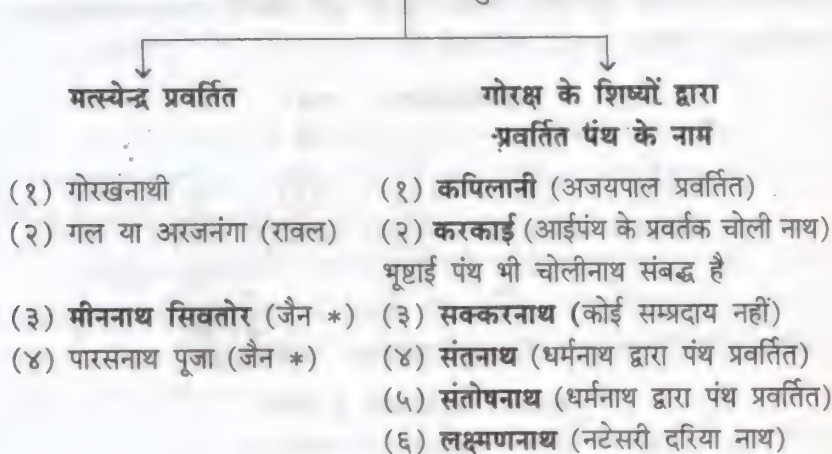 मत्स्येन्द्र प्रवर्तित
(१) गोरखनाथी
(२) गल या अरजनंगा (रावल)
(३) मीननाथ सिवतोर (जैन *)
(४) पारसनाथ पूजा (जैन *)
गोरक्ष के शिष्यों द्वारा
प्रवर्तित पंथ के नाम
(१) कपिलानी (अजयपाल प्रवर्तित)
(२) करकाई (आईपंथ के प्रवर्तक चोली नाथ)
भूष्टाई पंथ भी चोलीनाथ संबद्ध है
(३) सक्करनाथ (कोई सम्प्रदाय नहीं)
(४) संतनाथ (धर्मनाथ द्वारा पंथ प्रवर्तित)
(५) संतोषनाथ (धर्मनाथ द्वारा पंथ प्रवर्तित)
(६) लक्ष्मणनाथ (नटेसरी दरिया नाथ)